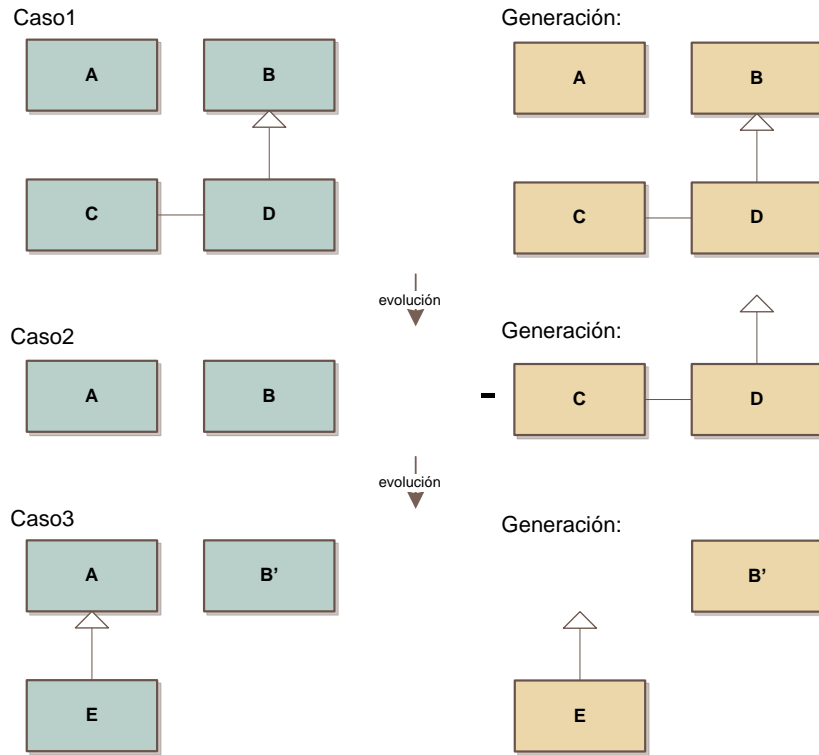 Caso1
Generación:
A
B
A
B
C
D
C
D
evolución
Caso2
Generación:
A
B
-
C
D
evolución
Caso3
Generación:
A
B'
B'
E
E